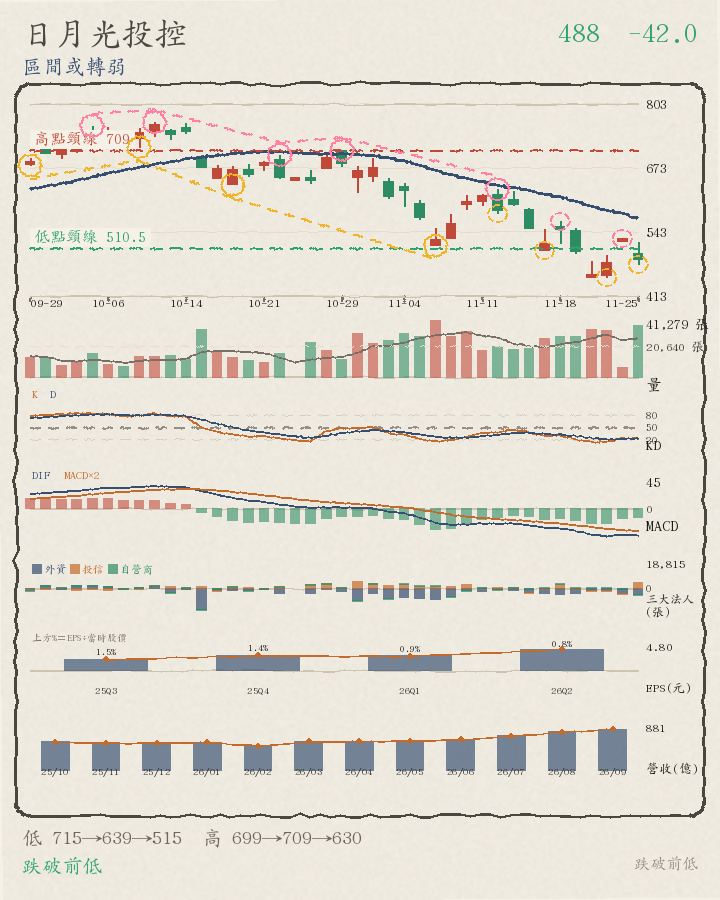 日月光投控
488 -42.0
區間或轉弱
803
高點頸線 709
673
低點頸線 510.5
543
413
09-29 10-06 10-14 10-21 10-29 11-04 11-11 11-18 11-25
41,279 張
20,640 張
量
K D
80
50
20
KD
DIF MACD×2
45
0
MACD
外資 投信 自營商
18,815
0
三大法人
(張)
上方%=EPS÷當時股價
1.5% 1.4% 0.9% 0.8%
4.80
25Q3 25Q4 26Q1 26Q2
EPS(元)
881
25/10 25/11 25/12 26/01 26/02 26/03 26/04 26/05 26/06 26/07 26/08 26/09
營收(億)
低 715→639→515 高 699→709→630
跌破前低
跌破前低